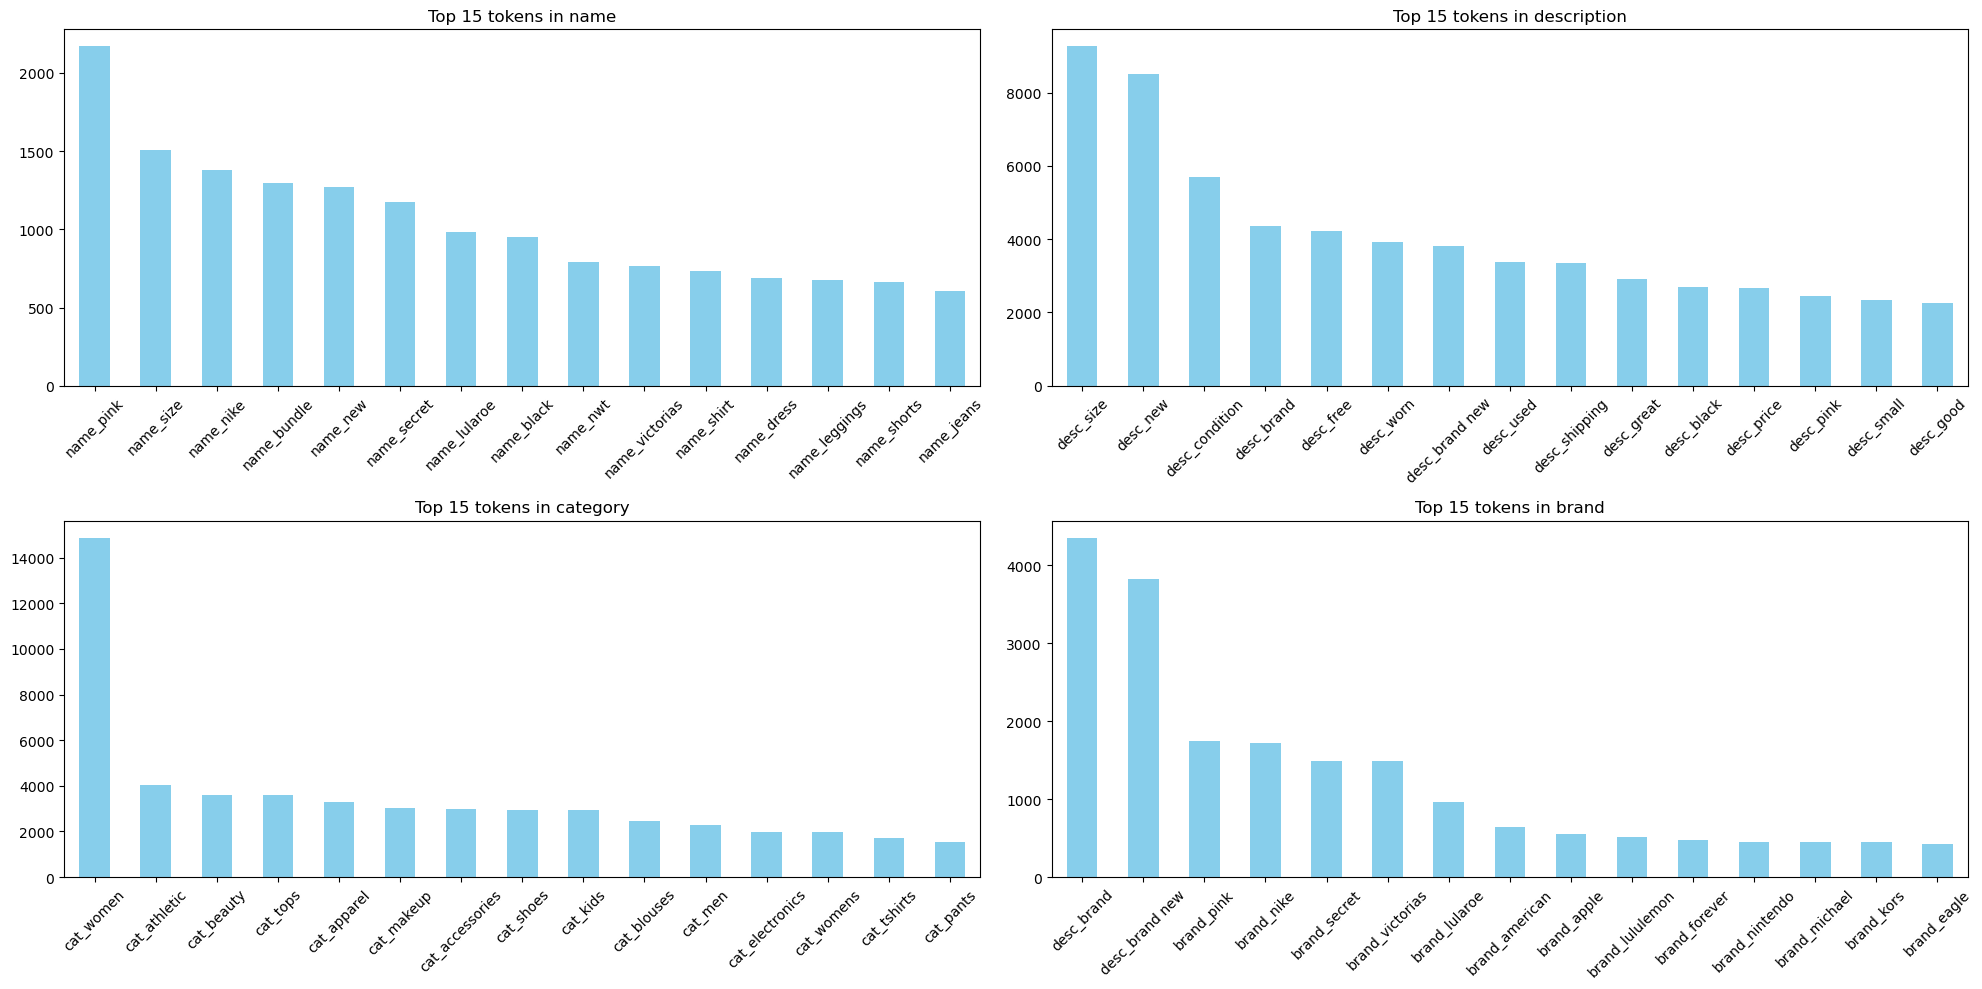 Top 15 tokens in name
2000
1500
1000
500
0
name_pink
name_size
name_nike
name_bundle
name_new
name_secret
name_lularoe
name_black
name_nwt
name_victorias
name_shirt
name_dress
name_leggings
name_shorts
name_jeans
Top 15 tokens in description
8000
6000
4000
2000
0
desc_size
desc_new
desc_condition
desc_brand
desc_free
desc_worn
desc_brand new
desc_used
desc_shipping
desc_great
desc_black
desc_price
desc_pink
desc_small
desc_good
Top 15 tokens in category
14000
12000
10000
8000
6000
4000
2000
0
cat_women
cat_athletic
cat_beauty
cat_tops
cat_apparel
cat_makeup
cat_accessories
cat_shoes
cat_kids
cat_blouses
cat_men
cat_electronics
cat_womens
cat_tshirts
cat_pants
Top 15 tokens in brand
4000
3000
2000
1000
0
desc_brand
desc_brand new
brand_pink
brand_nike
brand_secret
brand_victorias
brand_lularoe
brand_american
brand_apple
brand_lululemon
brand_forever
brand_nintendo
brand_michael
brand_kors
brand_eagle